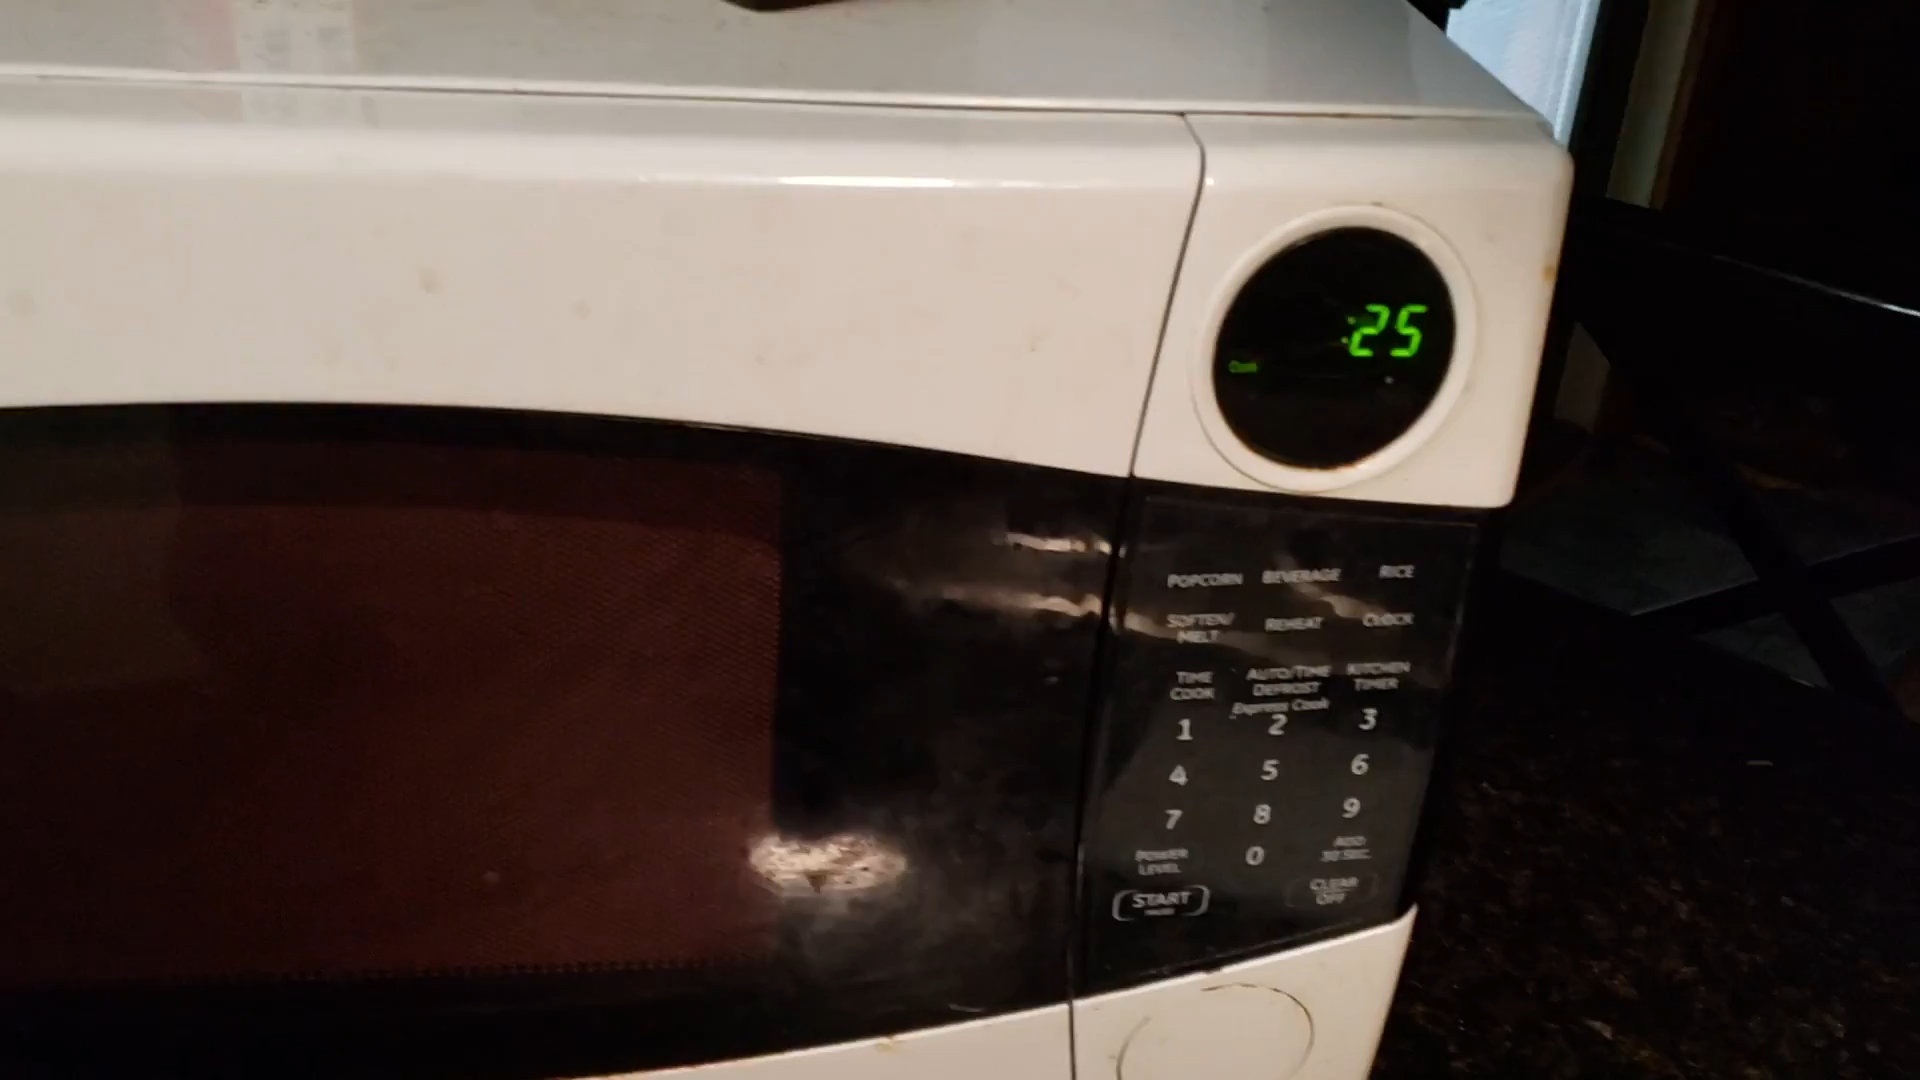 :25
Cook
POPCORN BEVERAGE RICE
SOFTEN/
MELT
REHEAT CLOCK
TIME
COOK
AUTO/TIME
DEFROST
KITCHEN
TIMER
Express Cook
1 2 3
4 5 6
7 8 9
POWER
LEVEL
0
ADD
30 SEC.
START
CLEAR
OFF